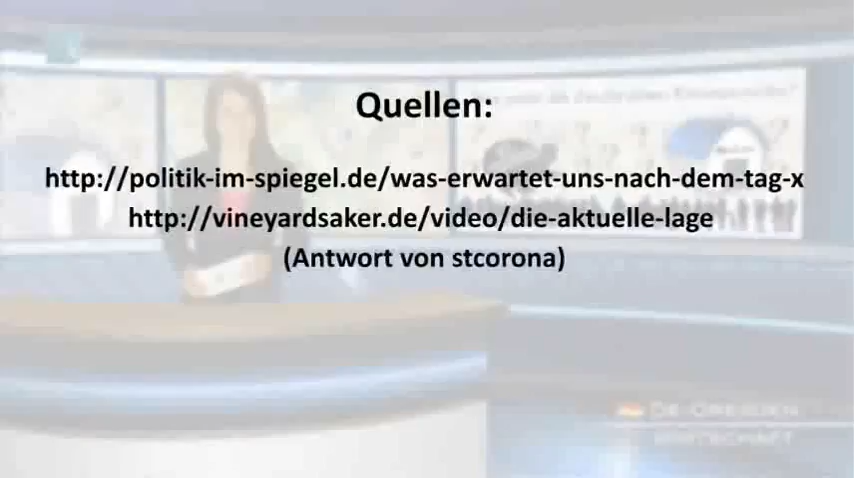 Quellen:
http://politik-im-spiegel.de/was-erwartet-uns-nach-dem-tag-x
http://vineyardsaker.de/video/die-aktuelle-lage
(Antwort von stcorona)